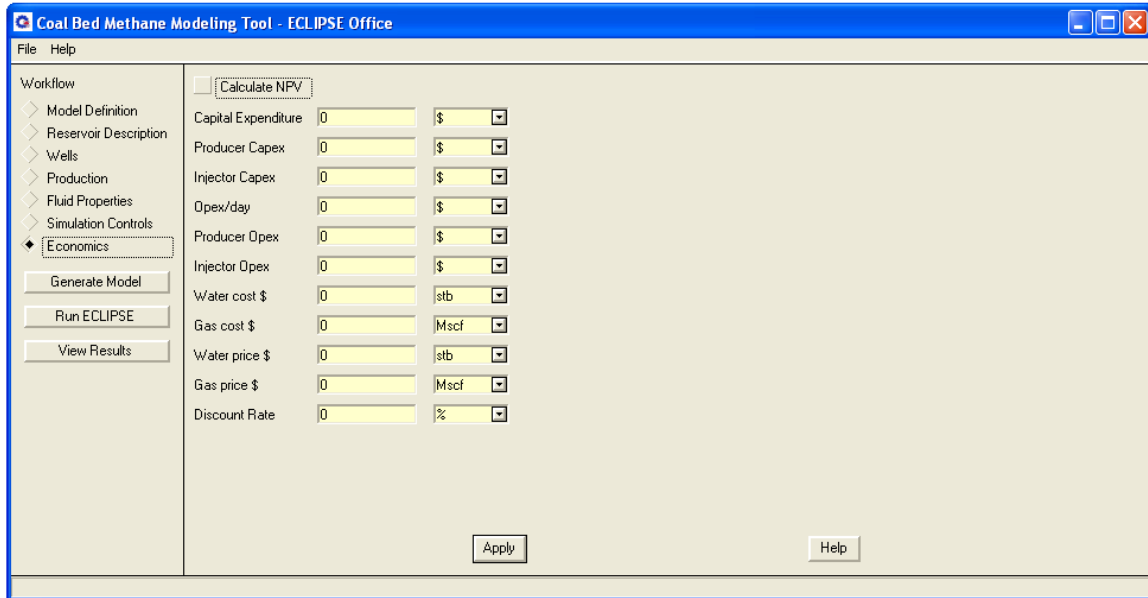 Coal Bed Methane Modeling Tool - ECLIPSE Office
File Help
Workflow
Model Definition
Reservoir Description
Wells
Production
Fluid Properties
Simulation Controls
Economics
Generate Model
Run ECLIPSE
View Results
Calculate NPV
Capital Expenditure 0 $
Producer Capex 0 $
Injector Capex 0 $
Opex/day 0 $
Producer Opex 0 $
Injector Opex 0 $
Water cost $ 0 stb
Gas cost $ 0 Mscf
Water price $ 0 stb
Gas price $ 0 Mscf
Discount Rate 0 %
Apply Help